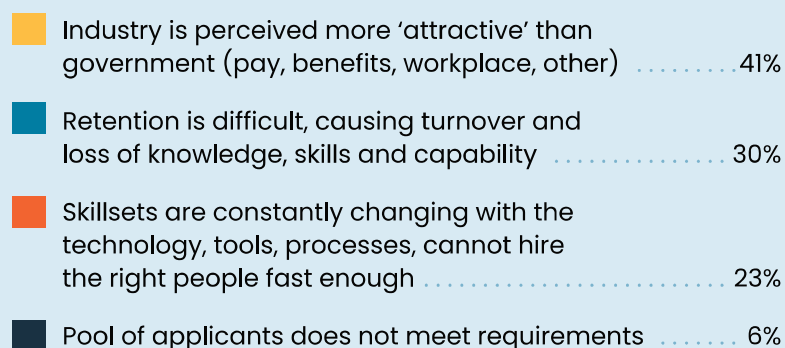 Industry is perceived more ‘attractive’ than
government (pay, benefits, workplace, other) .........41%
Retention is difficult, causing turnover and
loss of knowledge, skills and capability ............... 30%
Skillsets are constantly changing with the
technology, tools, processes, cannot hire
the right people fast enough .......................... 23%
Pool of applicants does not meet requirements ....... 6%